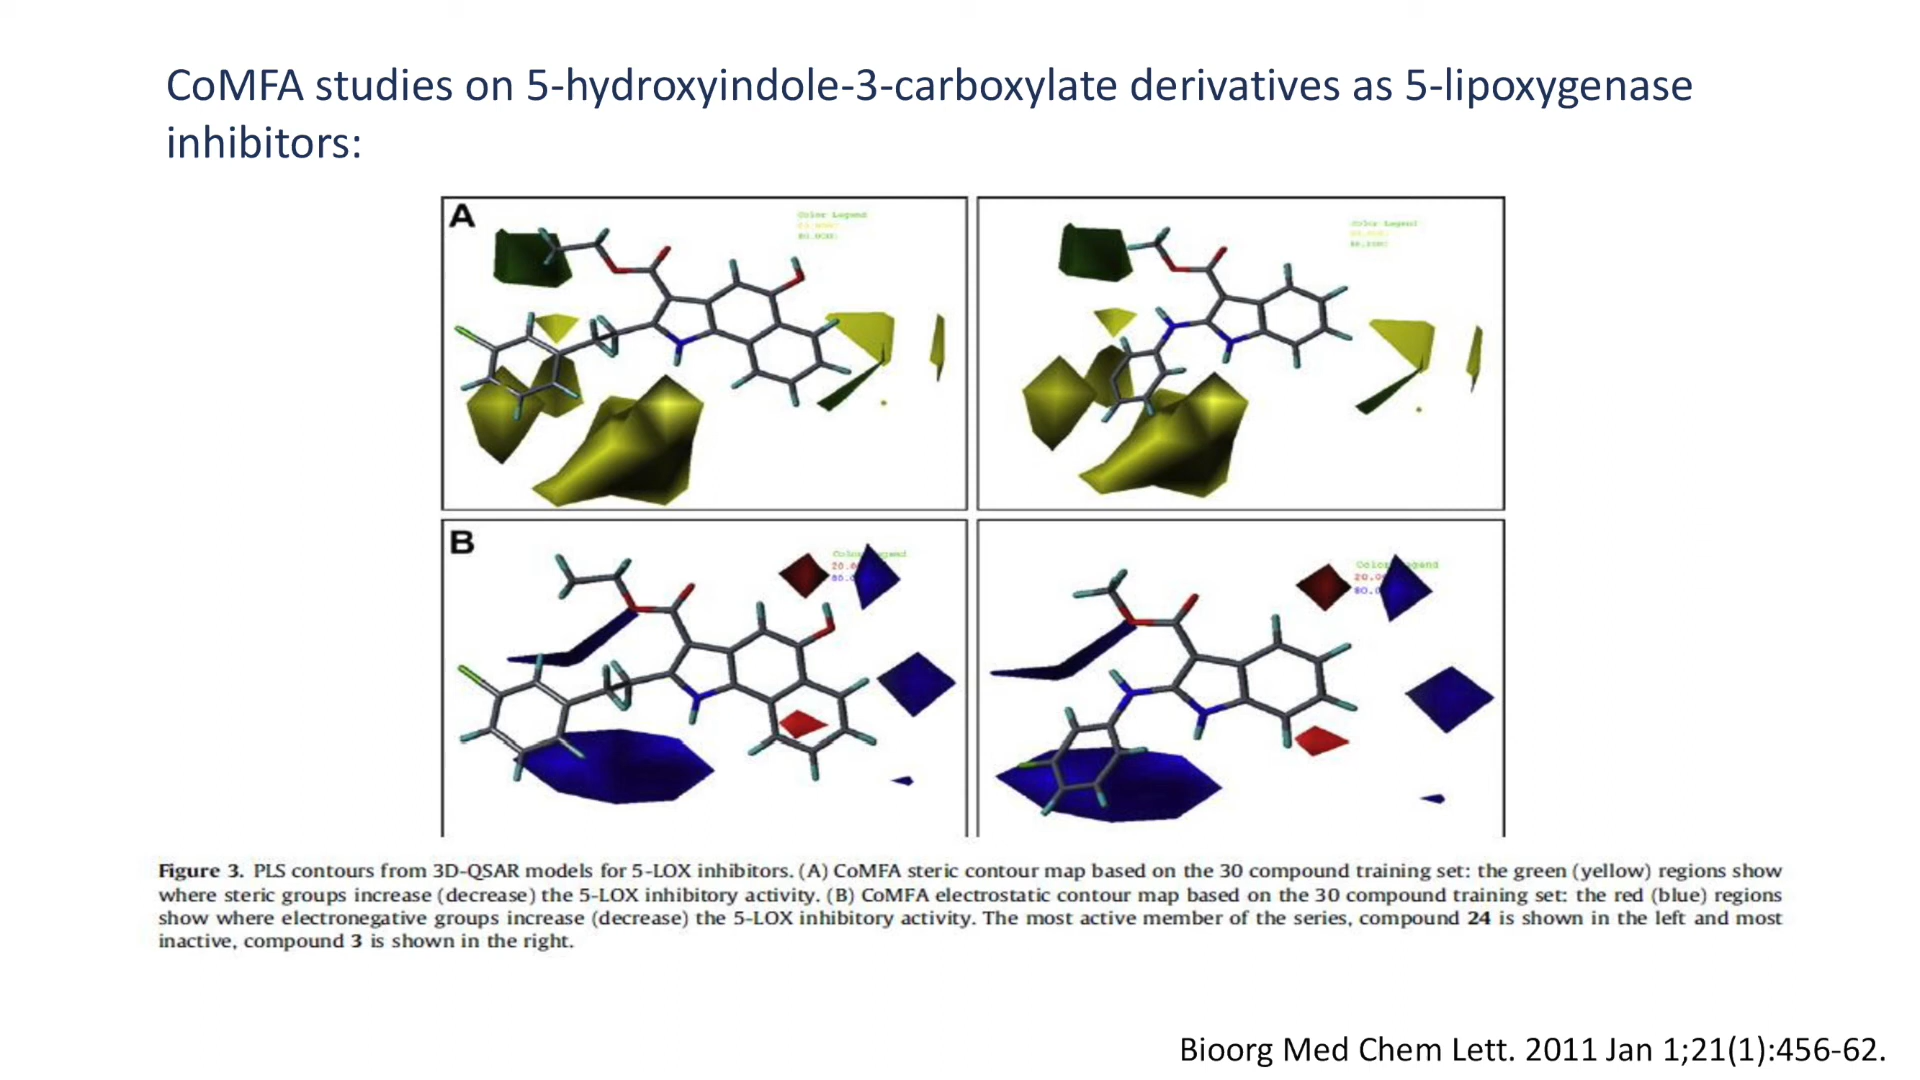 CoMFA studies on 5-hydroxyindole-3-carboxylate derivatives as 5-lipoxygenase
inhibitors:
A
Color Legend
Color Legend
B
Figure 3. PLS contours from 3D-QSAR models for 5-LOX inhibitors. (A) CoMFA steric contour map based on the 30 compound training set: the green (yellow) regions show
where steric groups increase (decrease) the 5-LOX inhibitory activity. (B) CoMFA electrostatic contour map based on the 30 compound training set: the red (blue) regions
show where electronegative groups increase (decrease) the 5-LOX inhibitory activity. The most active member of the series, compound 24 is shown in the left and most
inactive, compound 3 is shown in the right.
Bioorg Med Chem Lett. 2011 Jan 1;21(1):456-62.